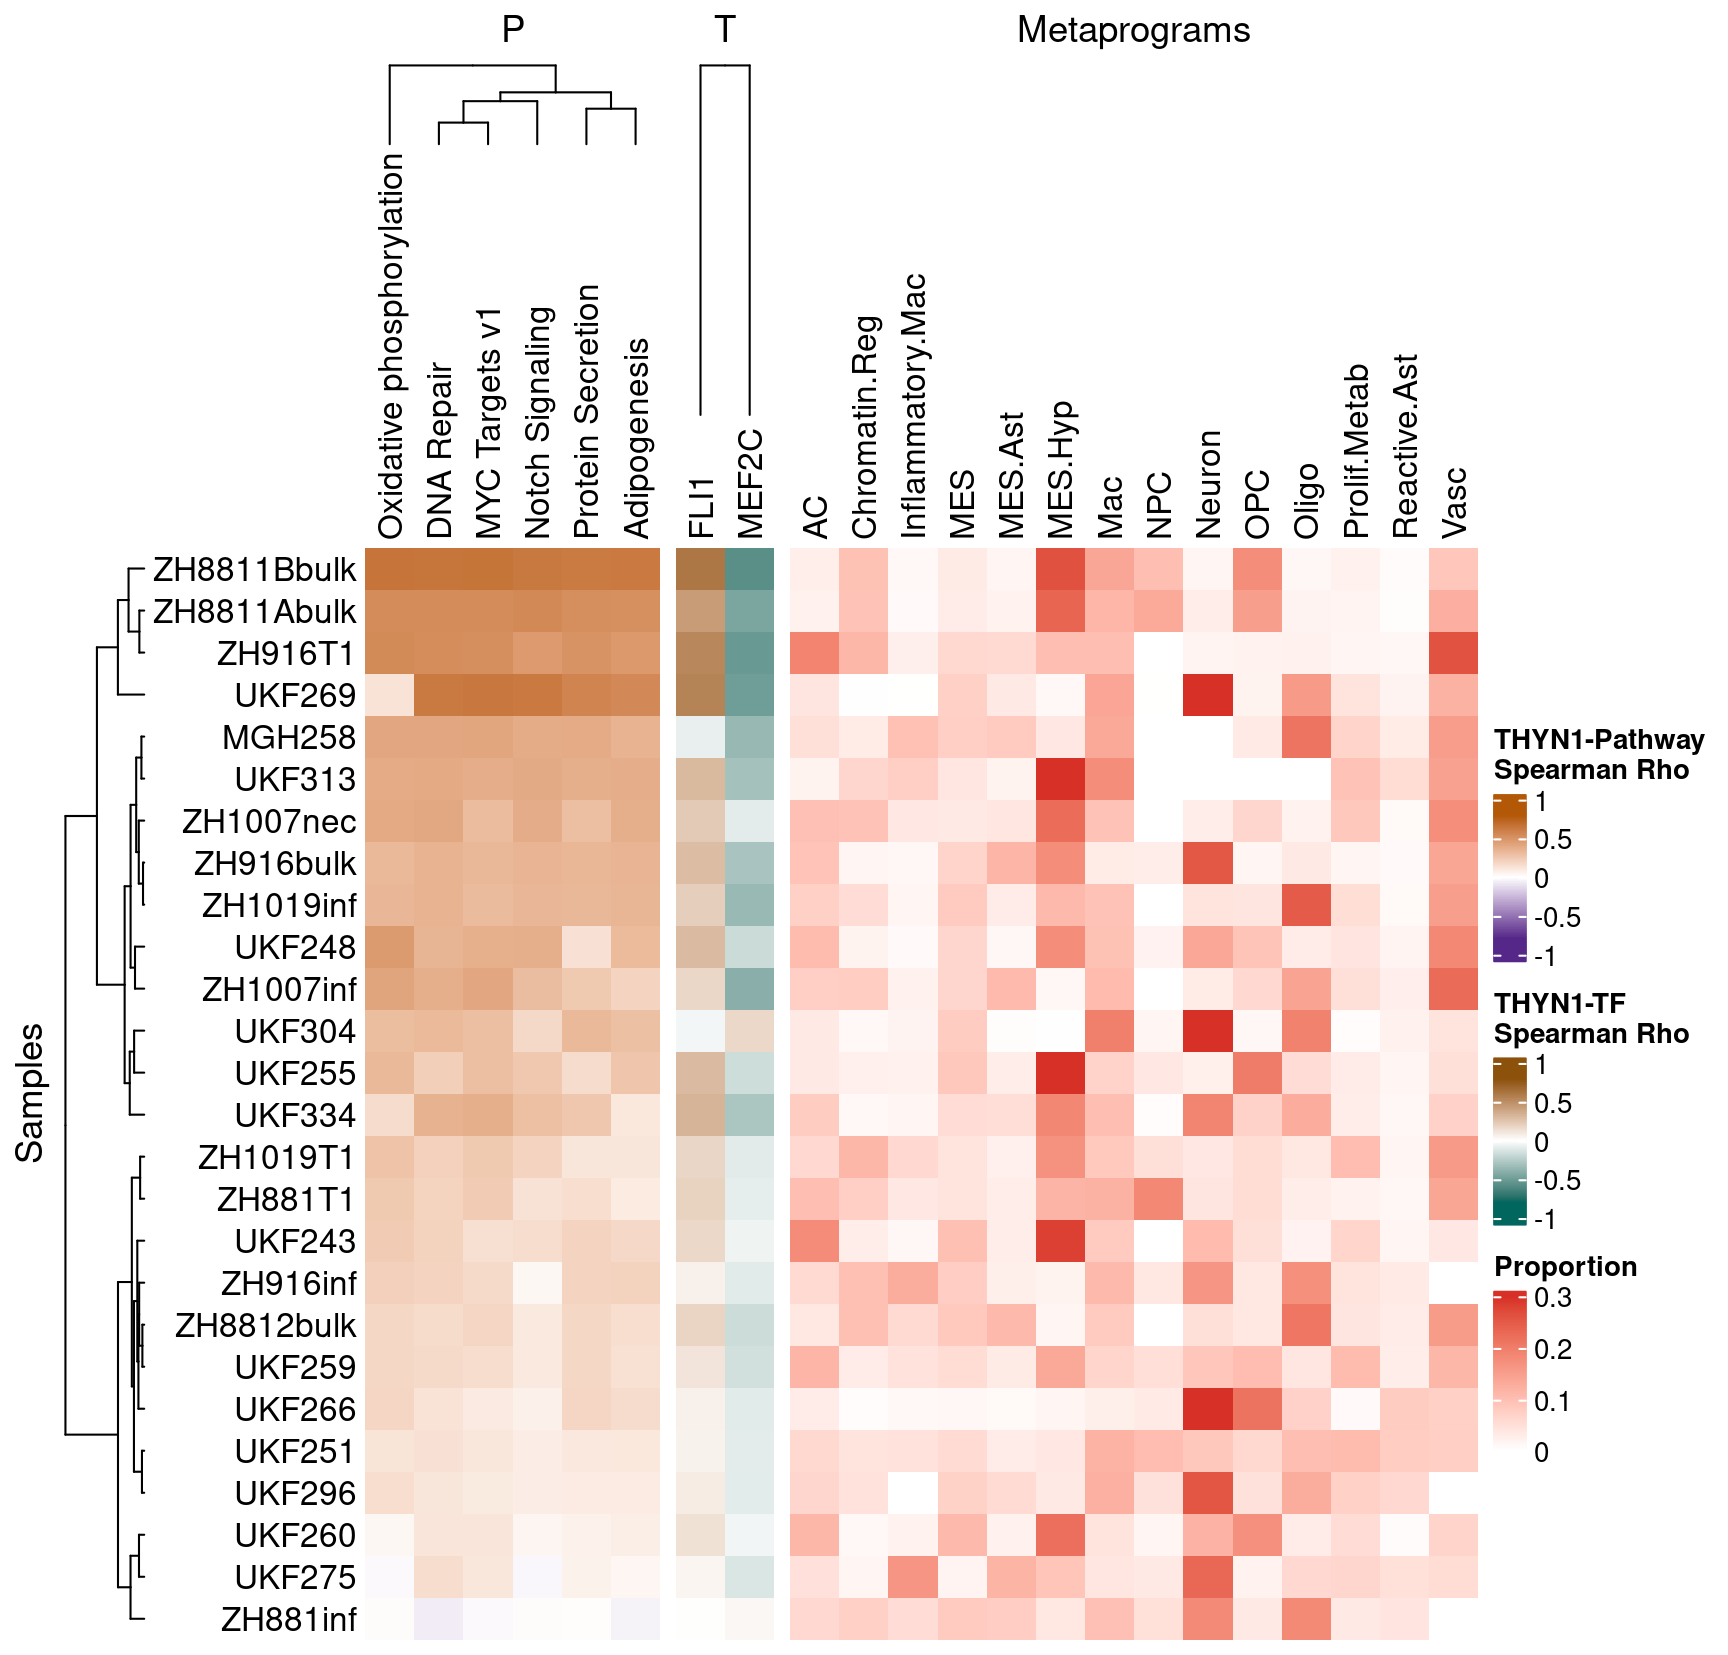 P
T
Metaprograms
Oxidative phosphorylation
DNA Repair
MYC Targets v1
Notch Signaling
Protein Secretion
Adipogenesis
FLI1
MEF2C
AC
Chromatin.Reg
Inflammatory.Mac
MES
MES.Ast
MES.Hyp
Mac
NPC
Neuron
OPC
Oligo
Prolif.Metab
Reactive.Ast
Vasc
Samples
ZH8811Bbulk
ZH8811Abulk
ZH916T1
UKF269
MGH258
UKF313
ZH1007nec
ZH916bulk
ZH1019inf
UKF248
ZH1007inf
UKF304
UKF255
UKF334
ZH1019T1
ZH881T1
UKF243
ZH916inf
ZH8812bulk
UKF259
UKF266
UKF251
UKF296
UKF260
UKF275
ZH881inf
THYN1-Pathway
Spearman Rho
1
0.5
0
-0.5
-1
THYN1-TF
Spearman Rho
1
0.5
0
-0.5
-1
Proportion
0.3
0.2
0.1
0